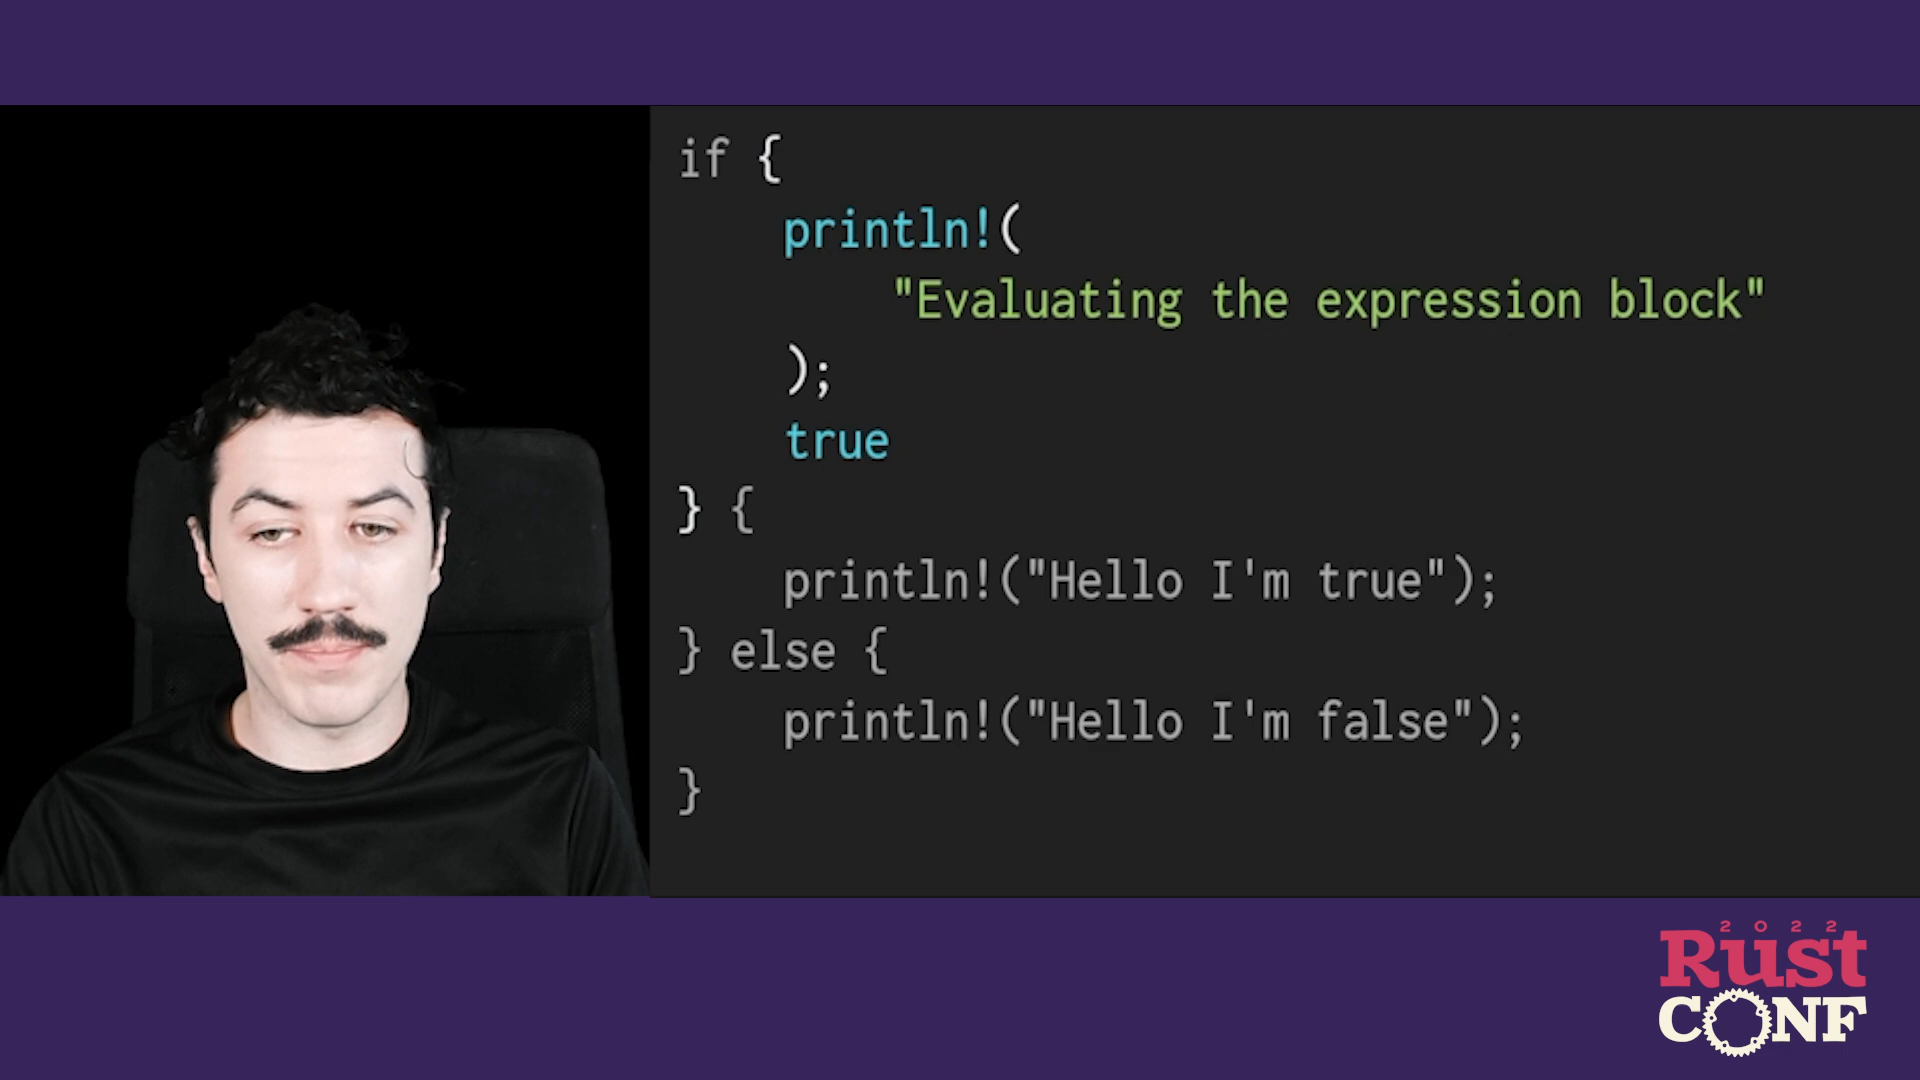 if {
    println!(
        "Evaluating the expression block"
    );
    true
} {
    println!("Hello I'm true");
} else {
    println!("Hello I'm false");
}
2022
Rust
CONF